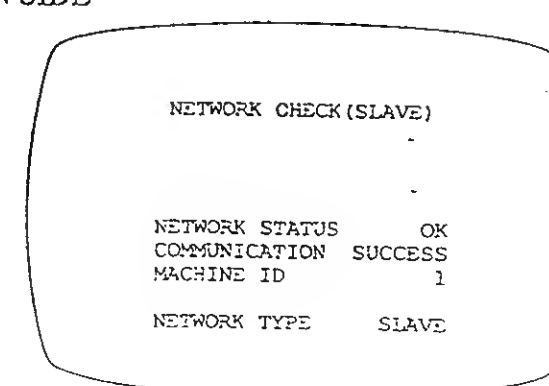 NETWORK CHECK(SLAVE)
NETWORK STATUS OK
COMMUNICATION SUCCESS
MACHINE ID 1
NETWORK TYPE SLAVE